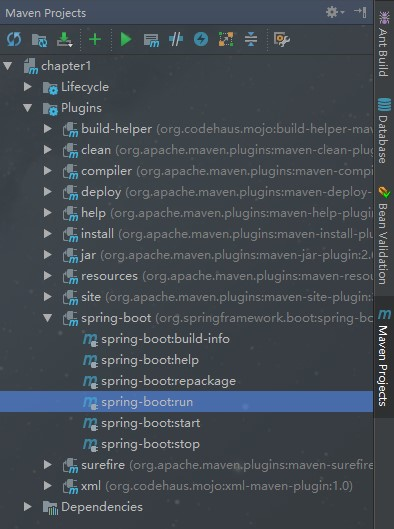 Maven Projects
chapter1
Lifecycle
Plugins
build-helper (org.codehaus.mojo:build-helper-mav
clean (org.apache.maven.plugins:maven-clean-plug
compiler (org.apache.maven.plugins:maven-compi
deploy (org.apache.maven.plugins:maven-deploy-
help (org.apache.maven.plugins:maven-help-plugin
install (org.apache.maven.plugins:maven-install-plu
jar (org.apache.maven.plugins:maven-jar-plugin:2.6
resources (org.apache.maven.plugins:maven-resou
site (org.apache.maven.plugins:maven-site-plugin:
spring-boot (org.springframework.boot:spring-bo
spring-boot:build-info
spring-boot:help
spring-boot:repackage
spring-boot:run
spring-boot:start
spring-boot:stop
surefire (org.apache.maven.plugins:maven-surefire
xml (org.codehaus.mojo:xml-maven-plugin:1.0)
Dependencies
Ant Build
Database
Bean Validation
Maven Projects